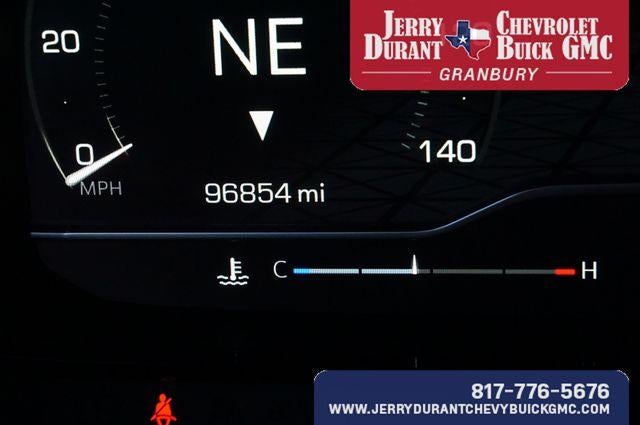 JERRY DURANT
CHEVROLET BUICK GMC
GRANBURY
20
NE
0
MPH
140
96854 mi
C
H
817-776-5676
WWW.JERRYDURANTCHEVYBUICKGMC.COM